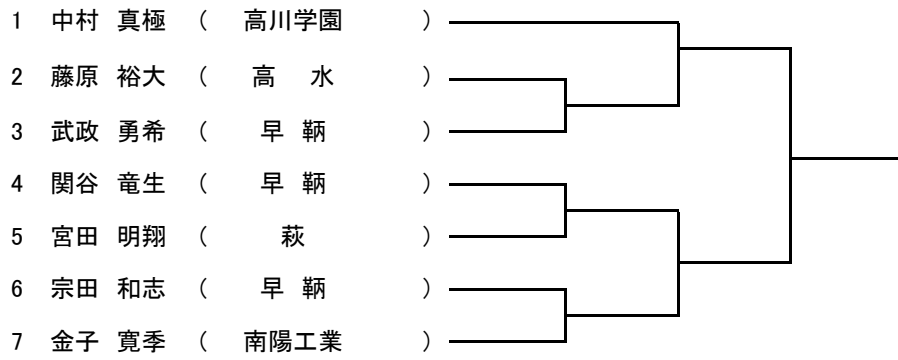 1 中村 真極 ( 高川学園 )
2 藤原 裕大 ( 高 水 )
3 武政 勇希 ( 早 鞆 )
4 関谷 竜生 ( 早 鞆 )
5 宮田 明翔 ( 萩 )
6 宗田 和志 ( 早 鞆 )
7 金子 寛季 ( 南陽工業 )